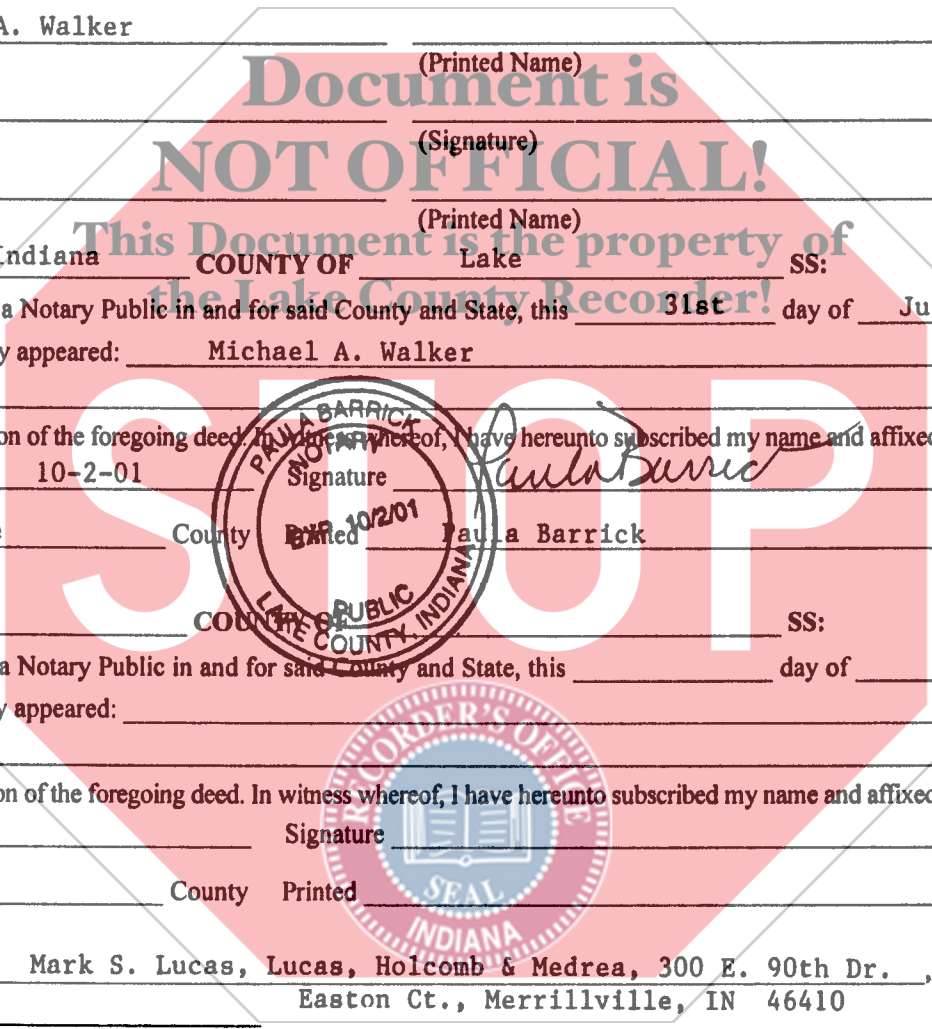 A. Walker
(Printed Name)
Document is
(Signature)
NOT OFFICIAL!
(Printed Name)
This Document is the property of
Indiana COUNTY OF Lake SS:
the Lake County Recorder!
a Notary Public in and for said County and State, this 31st day of Ju
y appeared: Michael A. Walker
STOP
on of the foregoing deed. In witness whereof, I have hereunto subscribed my name and affixed
10-2-01 Signature Paula Barrick
County Printed Paula Barrick
PAULA BARRICK
NOTARY
EXP. 10/2/01
PUBLIC
LAKE COUNTY, INDIANA
COUNTY OF SS:
a Notary Public in and for said County and State, this day of
y appeared:
on of the foregoing deed. In witness whereof, I have hereunto subscribed my name and affixed
Signature
County Printed
RECORDER'S OFFICE
SEAL
INDIANA
Mark S. Lucas, Lucas, Holcomb & Medrea, 300 E. 90th Dr. ,
Easton Ct., Merrillville, IN 46410